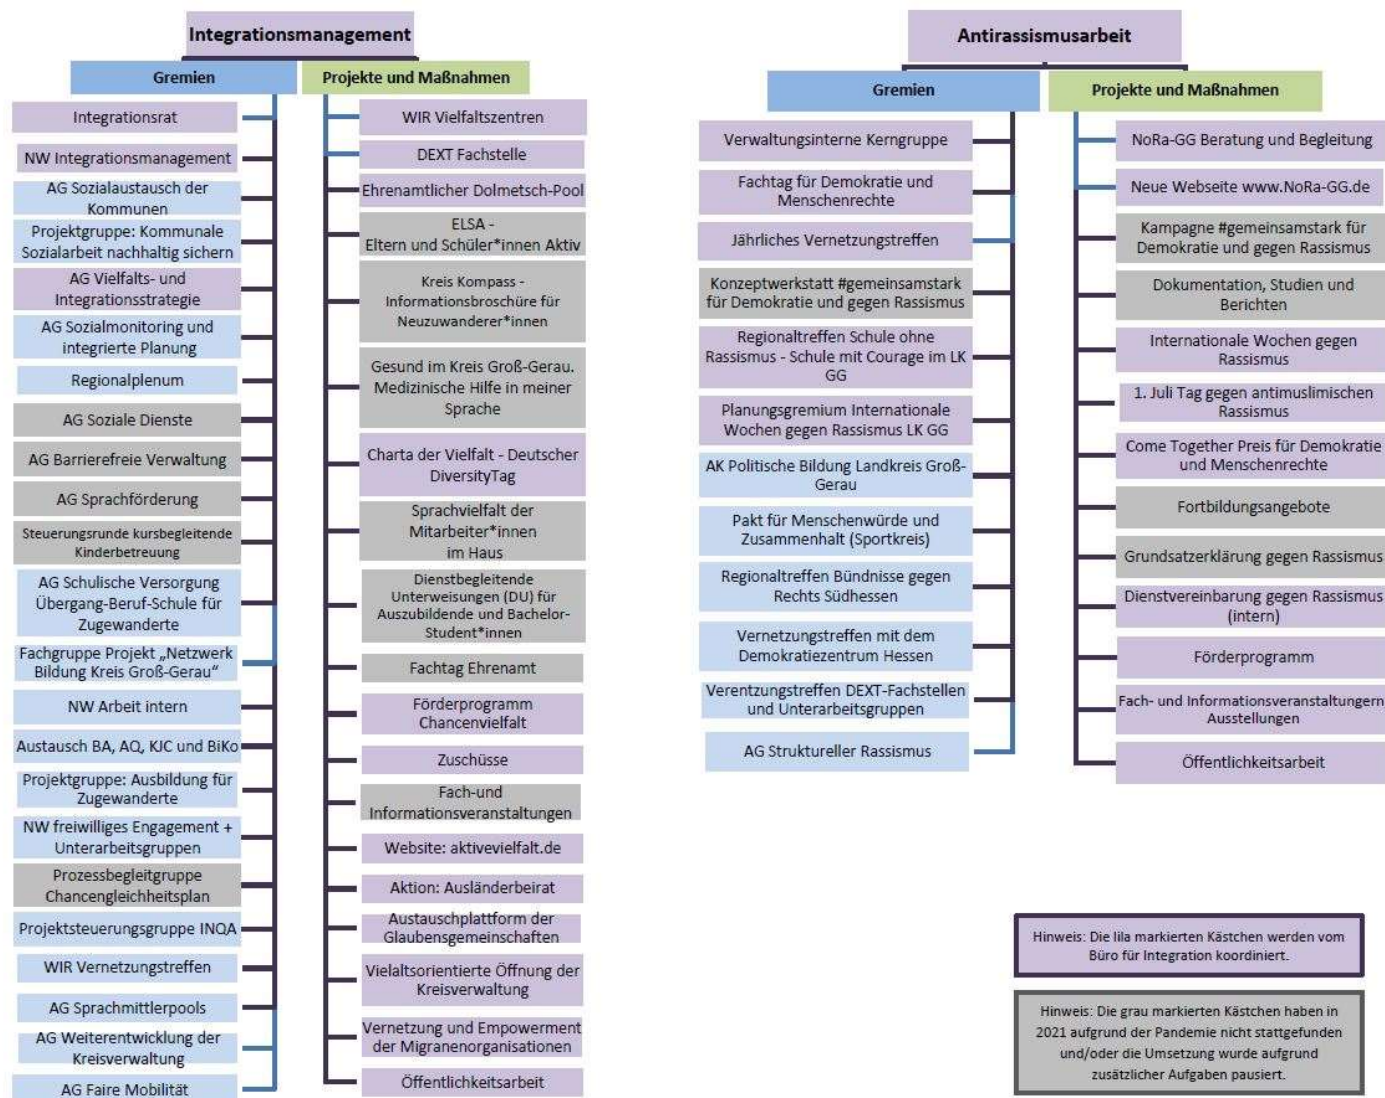 Integrationsmanagement
Gremien
Integrationsrat
NW Integrationsmanagement
AG Sozialaustausch der
Kommunen
Projektgruppe: Kommunale
Sozialarbeit nachhaltig sichern
AG Vielfalts- und
Integrationsstrategie
AG Sozialmonitoring und
integrierte Planung
Regionalplenum
AG Soziale Dienste
AG Barrierefreie Verwaltung
AG Sprachförderung
Steuerungsrunde kursbegleitende
Kinderbetreuung
AG Schulische Versorgung
Übergang-Beruf-Schule für
Zugewanderte
Fachgruppe Projekt „Netzwerk
Bildung Kreis Groß-Gerau“
NW Arbeit intern
Austausch BA, AQ, KJC und BiKo
Projektgruppe: Ausbildung für
Zugewanderte
NW freiwilliges Engagement +
Unterarbeitsgruppen
Prozessbegleitgruppe
Chancengleichheitsplan
Projektsteuerungsgruppe INQA
WIR Vernetzungstreffen
AG Sprachmittlerpools
AG Weiterentwicklung der
Kreisverwaltung
AG Faire Mobilität
Projekte und Maßnahmen
WIR Vielfaltszentren
DEXT Fachstelle
Ehrenamtlicher Dolmetsch-Pool
ELSA -
Eltern und Schüler*innen Aktiv
Kreis Kompass -
Informationsbroschüre für
Neuzuwanderer*innen
Gesund im Kreis Groß-Gerau.
Medizinische Hilfe in meiner
Sprache
Charta der Vielfalt - Deutscher
DiversityTag
Sprachvielfalt der
Mitarbeiter*innen
im Haus
Dienstbegleitende
Unterweisungen (DU) für
Auszubildende und Bachelor-
Student*innen
Fachtag Ehrenamt
Förderprogramm
Chancenvielfalt
Zuschüsse
Fach-und
Informationsveranstaltungen
Website: aktivevielfalt.de
Aktion: Ausländerbeirat
Austauschplattform der
Glaubensgemeinschaften
Vielaltsorientierte Öffnung der
Kreisverwaltung
Vernetzung und Empowerment
der Migranenorganisationen
Öffentlichkeitsarbeit
Antirassismusarbeit
Gremien
Verwaltungsinterne Kerngruppe
Fachtag für Demokratie und
Menschenrechte
Jährliches Vernetzungstreffen
Konzeptwerkstatt #gemeinsamstark
für Demokratie und gegen Rassismus
Regionaltreffen Schule ohne
Rassismus - Schule mit Courage im LK
GG
Planungsgremium Internationale
Wochen gegen Rassismus LK GG
AK Politische Bildung Landkreis Groß-
Gerau
Pakt für Menschenwürde und
Zusammenhalt (Sportkreis)
Regionaltreffen Bündnisse gegen
Rechts Südhessen
Vernetzungstreffen mit dem
Demokratiezentrum Hessen
Verentzungstreffen DEXT-Fachstellen
und Unterarbeitsgruppen
AG Struktureller Rassismus
Projekte und Maßnahmen
NoRa-GG Beratung und Begleitung
Neue Webseite www.NoRa-GG.de
Kampagne #gemeinsamstark für
Demokratie und gegen Rassismus
Dokumentation, Studien und
Berichten
Internationale Wochen gegen
Rassismus
1. Juli Tag gegen antimuslimischen
Rassismus
Come Together Preis für Demokratie
und Menschenrechte
Fortbildungsangebote
Grundsatzerklärung gegen Rassismus
Dienstvereinbarung gegen Rassismus
(intern)
Förderprogramm
Fach- und Informationsveranstaltungern
Ausstellungen
Öffentlichkeitsarbeit
Hinweis: Die lila markierten Kästchen werden vom
Büro für Integration koordiniert.
Hinweis: Die grau markierten Kästchen haben in
2021 aufgrund der Pandemie nicht stattgefunden
und/oder die Umsetzung wurde aufgrund
zusätzlicher Aufgaben pausiert.